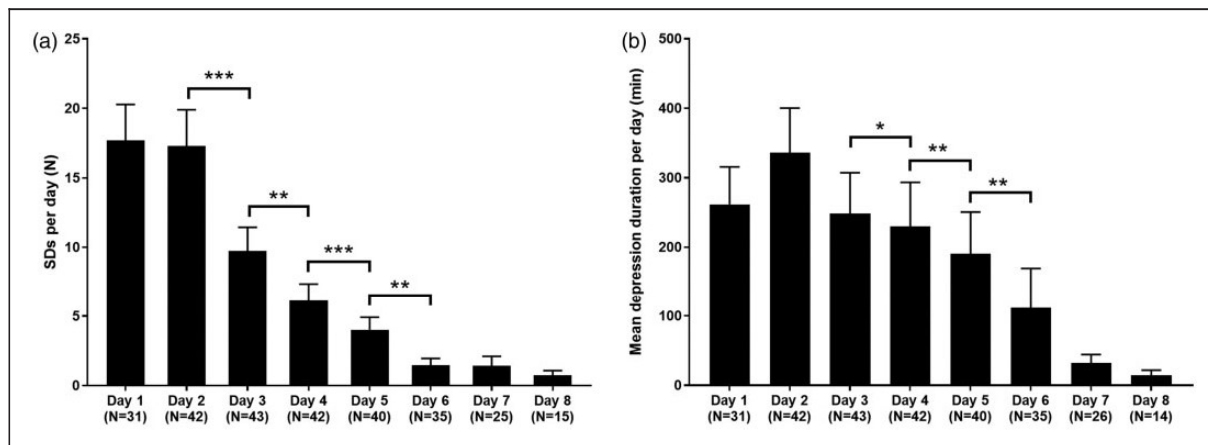 (a)
SDs per day (N)
25
20
15
10
5
0
***
**
***
**
Day 1 Day 2 Day 3 Day 4 Day 5 Day 6 Day 7 Day 8
(N=31) (N=42) (N=43) (N=42) (N=40) (N=35) (N=25) (N=15)
(b)
Mean depression duration per day (min)
500
400
300
200
100
0
*
**
**
Day 1 Day 2 Day 3 Day 4 Day 5 Day 6 Day 7 Day 8
(N=31) (N=42) (N=43) (N=42) (N=40) (N=35) (N=26) (N=14)